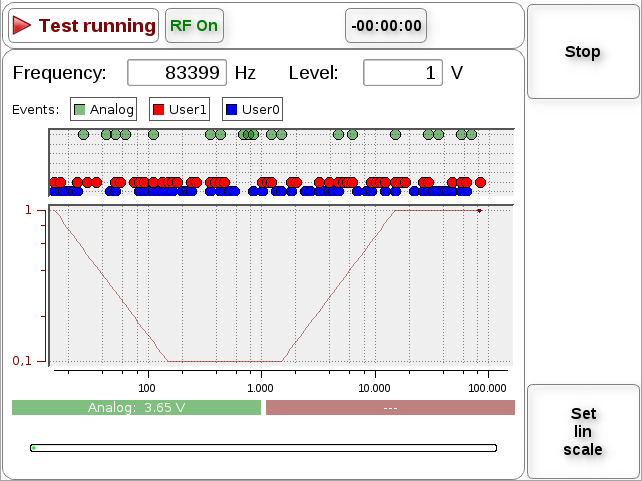 Test running RF On -00:00:00
Stop
Frequency: 83399 Hz Level: 1 V
Events: Analog User1 User0
1
0,1
100 1.000 10.000 100.000
Analog: 3.65 V ---
Set
lin
scale